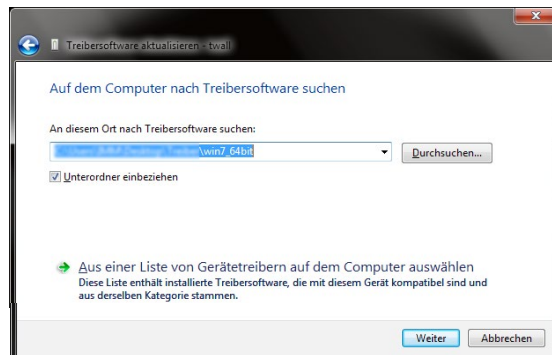 Treibersoftware aktualisieren - twall
Auf dem Computer nach Treibersoftware suchen
An diesem Ort nach Treibersoftware suchen:
\win7_64bit
Durchsuchen...
Unterordner einbeziehen
Aus einer Liste von Gerätetreibern auf dem Computer auswählen
Diese Liste enthält installierte Treibersoftware, die mit diesem Gerät kompatibel sind und
aus derselben Kategorie stammen.
Weiter
Abbrechen